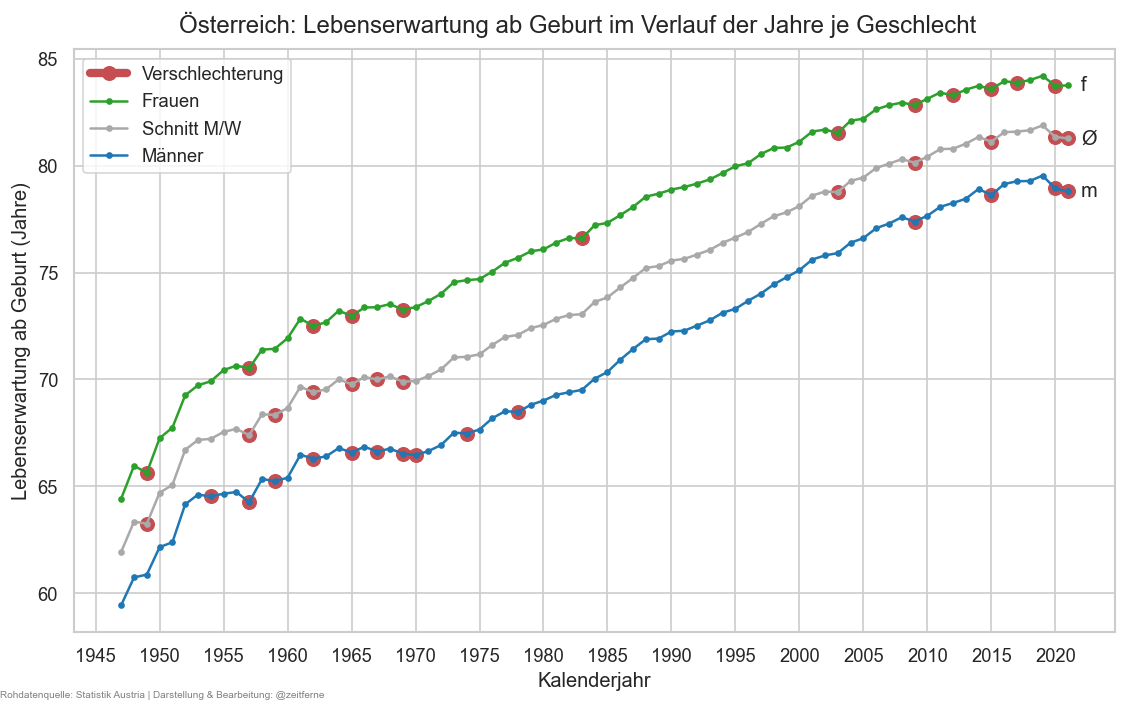 Österreich: Lebenserwartung ab Geburt im Verlauf der Jahre je Geschlecht
Lebenserwartung ab Geburt (Jahre)
85
80
75
70
65
60
Verschlechterung
Frauen
Schnitt M/W
Männer
f
Ø
m
1945 1950 1955 1960 1965 1970 1975 1980 1985 1990 1995 2000 2005 2010 2015 2020
Kalenderjahr
Rohdatenquelle: Statistik Austria | Darstellung & Bearbeitung: @zeitferne